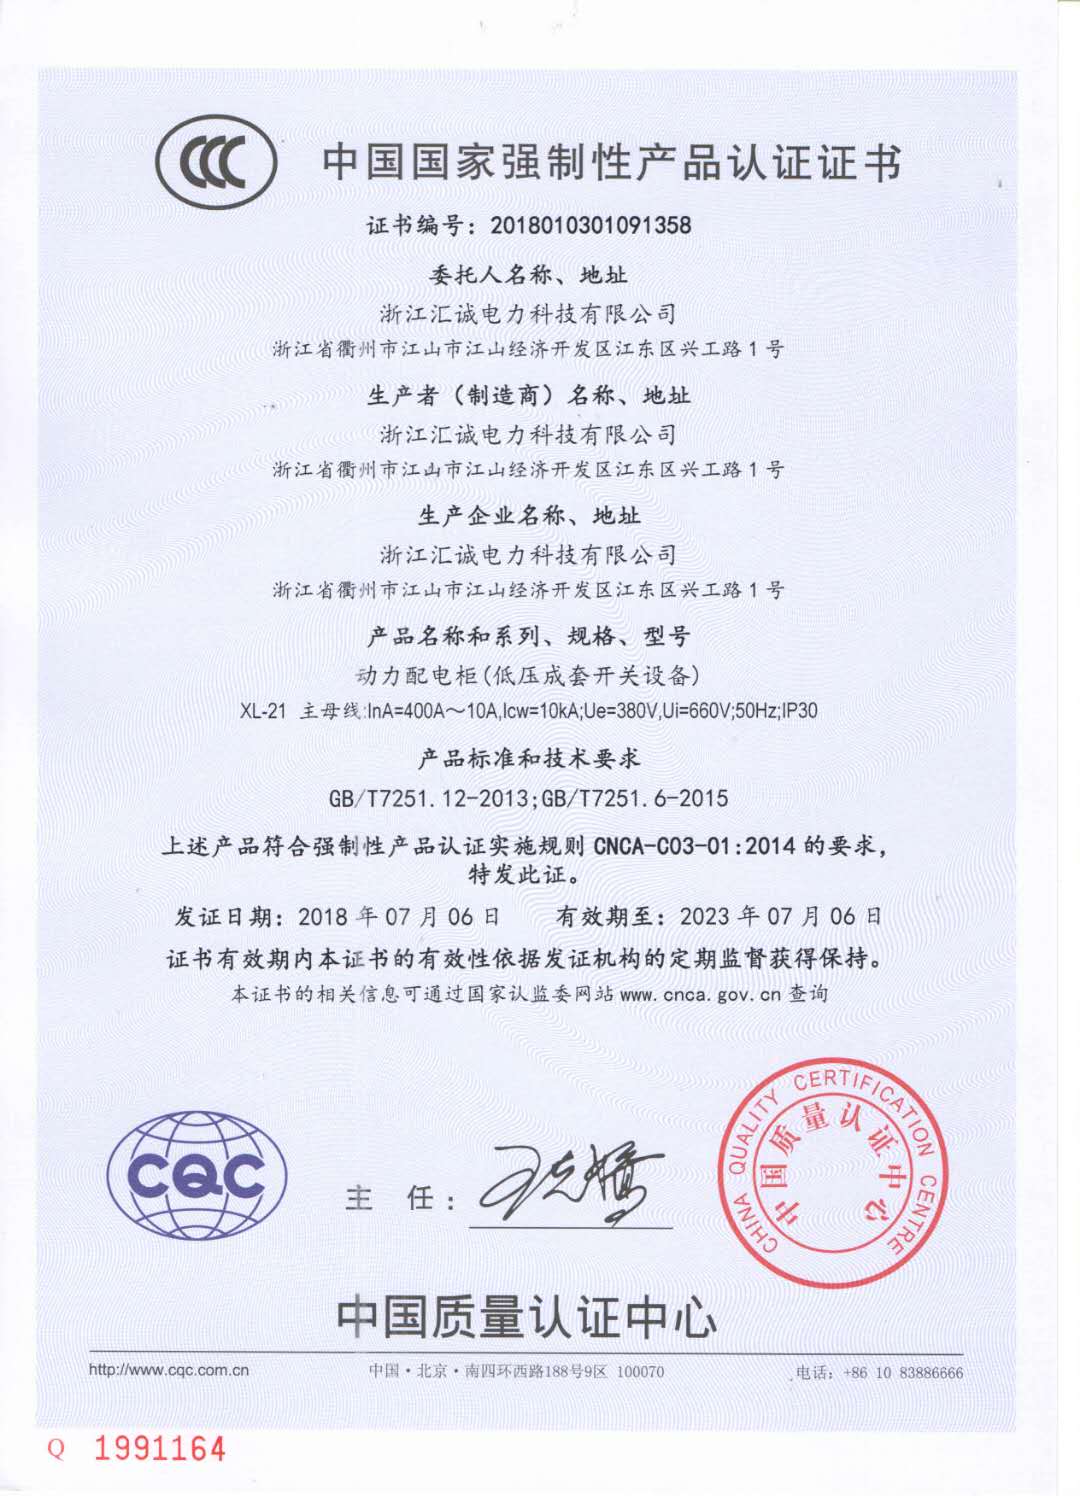 CCC
中国国家强制性产品认证证书
证书编号：2018010301091358
委托人名称、地址
浙江汇诚电力科技有限公司
浙江省衢州市江山市江山经济开发区江东区兴工路1号
生产者（制造商）名称、地址
浙江汇诚电力科技有限公司
浙江省衢州市江山市江山经济开发区江东区兴工路1号
生产企业名称、地址
浙江汇诚电力科技有限公司
浙江省衢州市江山市江山经济开发区江东区兴工路1号
产品名称和系列、规格、型号
动力配电柜(低压成套开关设备)
XL-21 主母线:InA=400A～10A,Icw=10kA;Ue=380V,Ui=660V;50Hz;IP30
产品标准和技术要求
GB/T7251.12-2013;GB/T7251.6-2015
上述产品符合强制性产品认证实施规则 CNCA-C03-01:2014 的要求，
特发此证。
发证日期：2018 年 07 月 06 日 有效期至：2023 年 07 月 06 日
证书有效期内本证书的有效性依据发证机构的定期监督获得保持。
本证书的相关信息可通过国家认监委网站 www.cnca.gov.cn 查询
CQC
主 任：
CHINA QUALITY CERTIFICATION CENTRE
中国质量认证中心
中国质量认证中心
http://www.cqc.com.cn 中国·北京·南四环西路188号9区 100070 电话：+86 10 83886666
Q 1991164